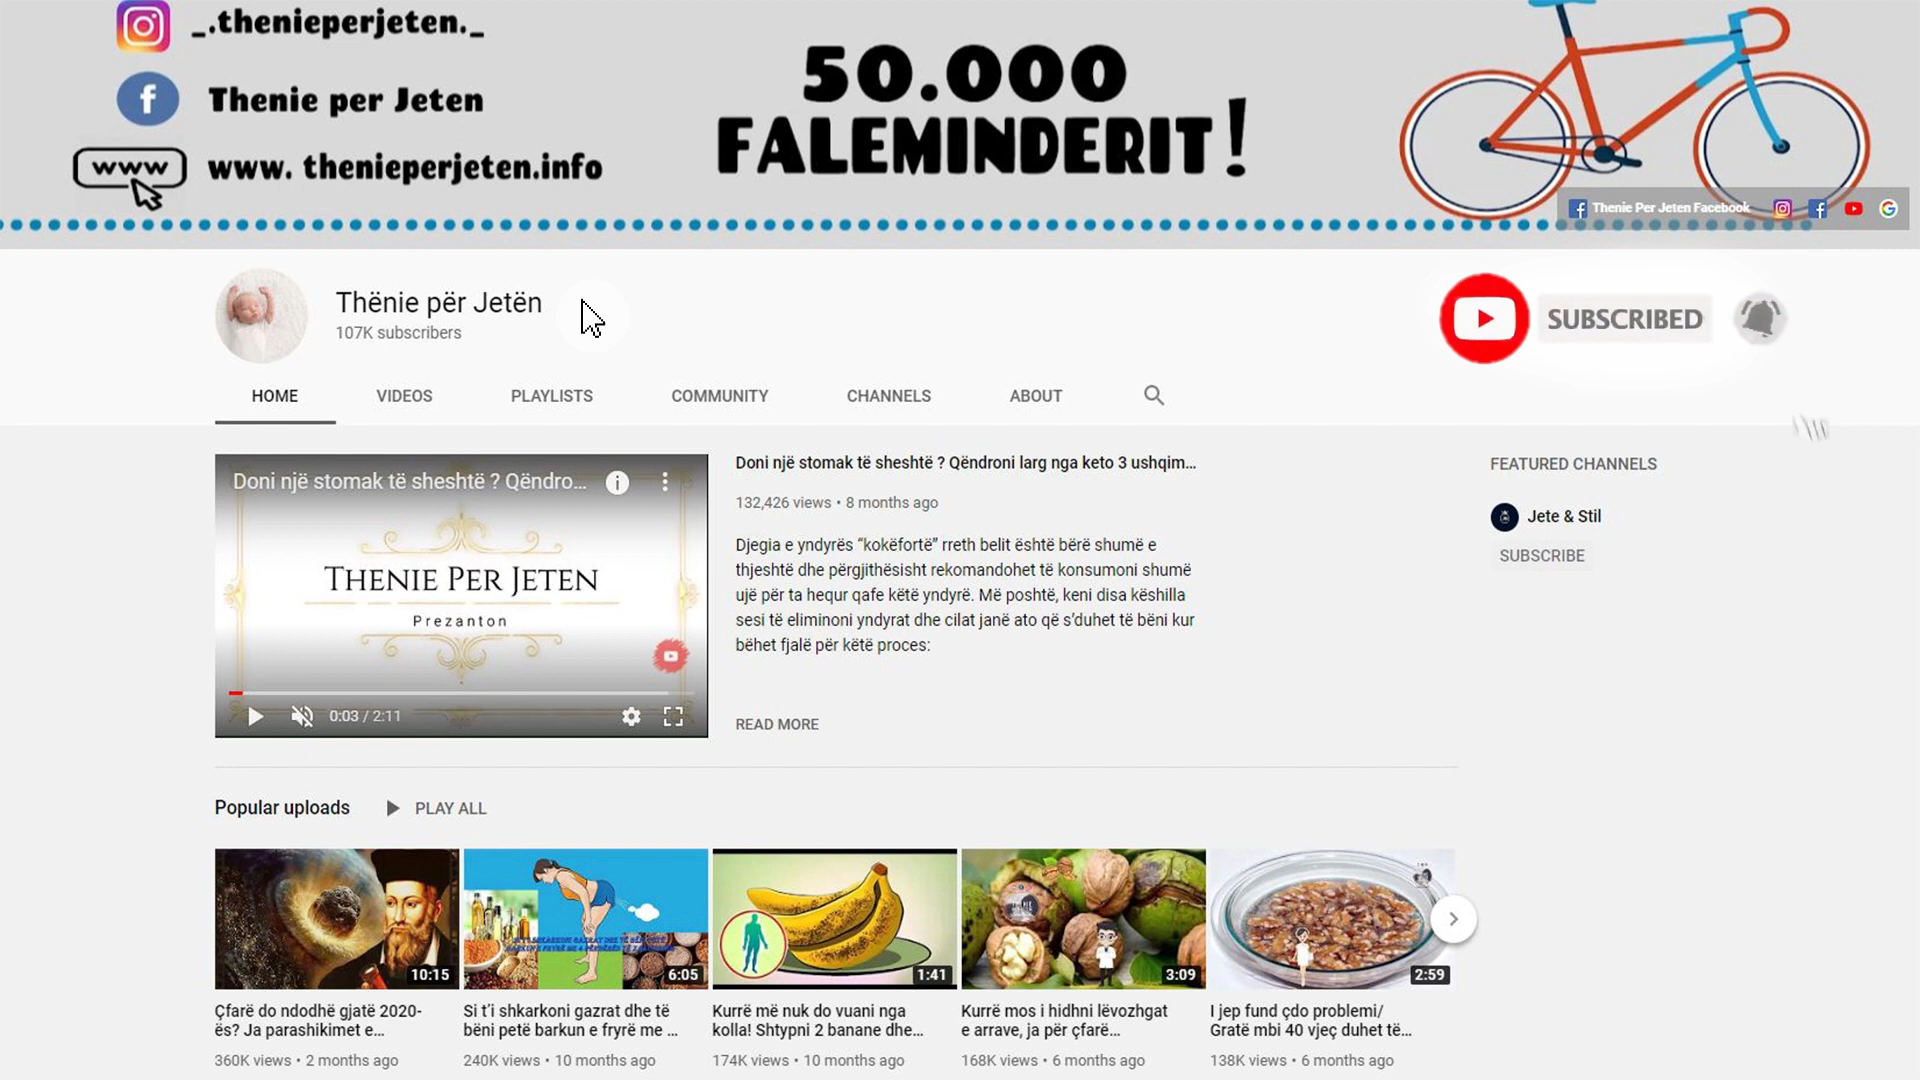 _.thenieperjeten._
Thenie per Jeten
www
www. thenieperjeten.info
50.000
FALEMINDERIT!
Thenie Per Jeten Facebook
Thënie për Jetën
107K subscribers
SUBSCRIBED
HOME
VIDEOS
PLAYLISTS
COMMUNITY
CHANNELS
ABOUT
Doni një stomak të sheshtë ? Qëndro...
THENIE PER JETEN
Prezanton
0:03 / 2:11
Doni një stomak të sheshtë ? Qëndroni larg nga keto 3 ushqim...
132,426 views • 8 months ago
Djegia e yndyrës “kokëfortë” rreth belit është bërë shumë e
thjeshtë dhe përgjithësisht rekomandohet të konsumoni shumë
ujë për ta hequr qafe këtë yndyrë. Më poshtë, keni disa këshilla
sesi të eliminoni yndyrat dhe cilat janë ato që s’duhet të bëni kur
bëhet fjalë për këtë proces:
READ MORE
FEATURED CHANNELS
Jete & Stil
SUBSCRIBE
Popular uploads
PLAY ALL
10:15
Çfarë do ndodhë gjatë 2020-
ës? Ja parashikimet e...
360K views • 2 months ago
6:05
Si t’i shkarkoni gazrat dhe të
bëni petë barkun e fryrë me ...
240K views • 10 months ago
1:41
Kurrë më nuk do vuani nga
kolla! Shtypni 2 banane dhe...
174K views • 10 months ago
3:09
Kurrë mos i hidhni lëvozhgat
e arrave, ja për çfarë...
168K views • 6 months ago
2:59
I jep fund çdo problemi/
Gratë mbi 40 vjeç duhet të...
138K views • 6 months ago